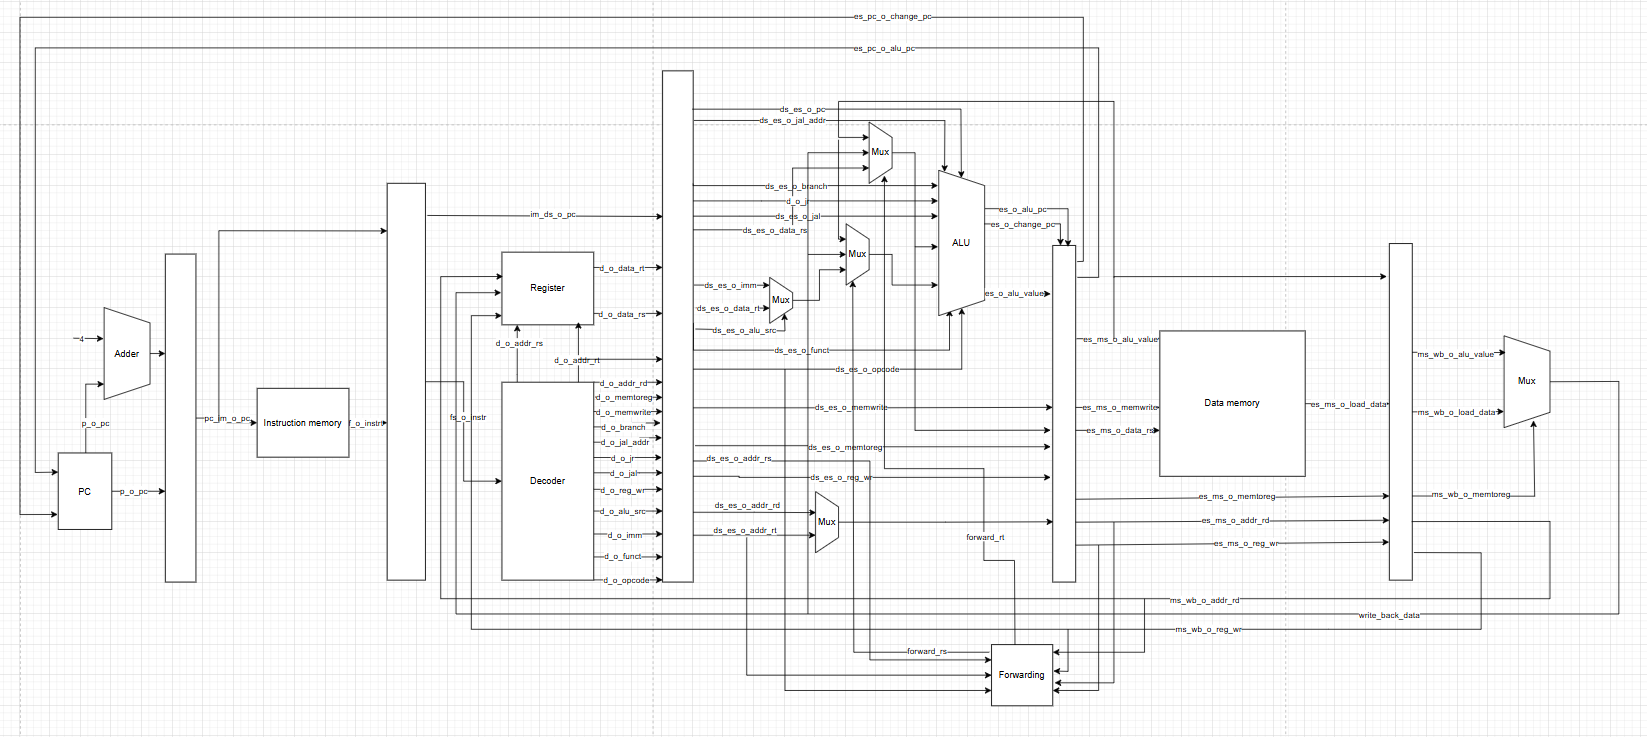 es_pc_o_change_pc
es_pc_o_alu_pc
ds_es_o_pc
ds_es_o_jal_addr
Mux
ds_es_o_branch
d_o_jr
ds_es_o_jal
ds_es_o_data_rs
im_ds_o_pc
es_o_alu_pc
es_o_change_pc
ALU
Mux
Register
d_o_data_rt
d_o_data_rs
ds_es_o_imm
Mux
ds_es_o_data_rt
ds_es_o_alu_src
es_o_alu_value
4
Adder
d_o_addr_rs
d_o_addr_rt
ds_es_o_funct
ds_es_o_opcode
es_ms_o_alu_value
ms_wb_o_alu_value
Mux
d_o_addr_rd
d_o_memtoreg
d_o_memwrite
d_o_branch
d_o_jal_addr
d_o_jr
d_o_jal
d_o_reg_wr
d_o_alu_src
d_o_imm
d_o_funct
d_o_opcode
Decoder
p_o_pc
pc_im_o_pc
Instruction memory
f_o_instr
fs_o_instr
ds_es_o_memwrite
es_ms_o_memwrite
Data memory
es_ms_o_load_data
ms_wb_o_load_data
es_ms_o_data_rs
ds_es_o_memtoreg
ds_es_o_addr_rs
ds_es_o_reg_wr
PC
p_o_pc
ds_es_o_addr_rd
Mux
ds_es_o_addr_rt
es_ms_o_memtoreg
ms_wb_o_memtoreg
es_ms_o_addr_rd
es_ms_o_reg_wr
forward_rt
ms_wb_o_addr_rd
write_back_data
ms_wb_o_reg_wr
forward_rs
Forwarding